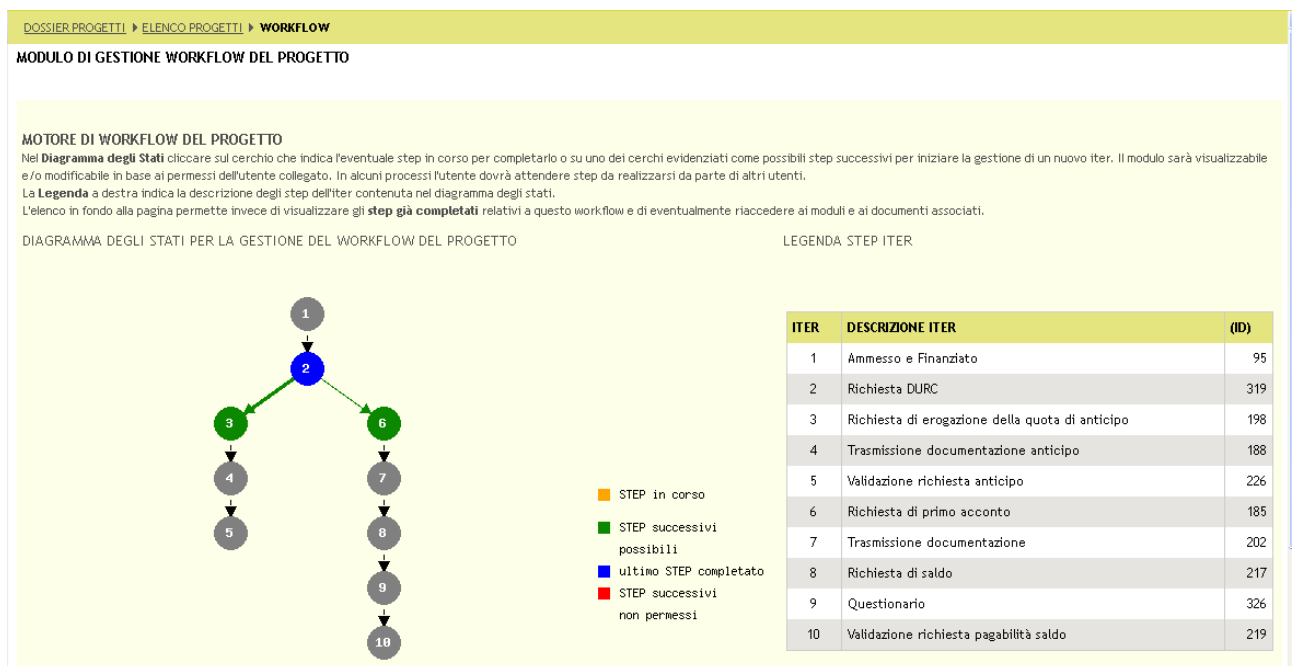 DOSSIER PROGETTI ▶ ELENCO PROGETTI ▶ WORKFLOW
MODULO DI GESTIONE WORKFLOW DEL PROGETTO
MOTORE DI WORKFLOW DEL PROGETTO
Nel Diagramma degli Stati cliccare sul cerchio che indica l'eventuale step in corso per completarlo o su uno dei cerchi evidenziati come possibili step successivi per iniziare la gestione di un nuovo iter. Il modulo sarà visualizzabile
e/o modificabile in base ai permessi dell'utente collegato. In alcuni processi l'utente dovrà attendere step da realizzarsi da parte di altri utenti.
La Legenda a destra indica la descrizione degli step dell'iter contenuta nel diagramma degli stati.
L'elenco in fondo alla pagina permette invece di visualizzare gli step già completati relativi a questo workflow e di eventualmente riaccedere ai moduli e ai documenti associati.
DIAGRAMMA DEGLI STATI PER LA GESTIONE DEL WORKFLOW DEL PROGETTO
1
2
3 6
4 7
5 8
9
10
STEP in corso
STEP successivi
possibili
ultimo STEP completato
STEP successivi
non permessi
LEGENDA STEP ITER
ITER DESCRIZIONE ITER (ID)
1 Ammesso e Finanziato 95
2 Richiesta DURC 319
3 Richiesta di erogazione della quota di anticipo 198
4 Trasmissione documentazione anticipo 188
5 Validazione richiesta anticipo 226
6 Richiesta di primo acconto 185
7 Trasmissione documentazione 202
8 Richiesta di saldo 217
9 Questionario 326
10 Validazione richiesta pagabilità saldo 219